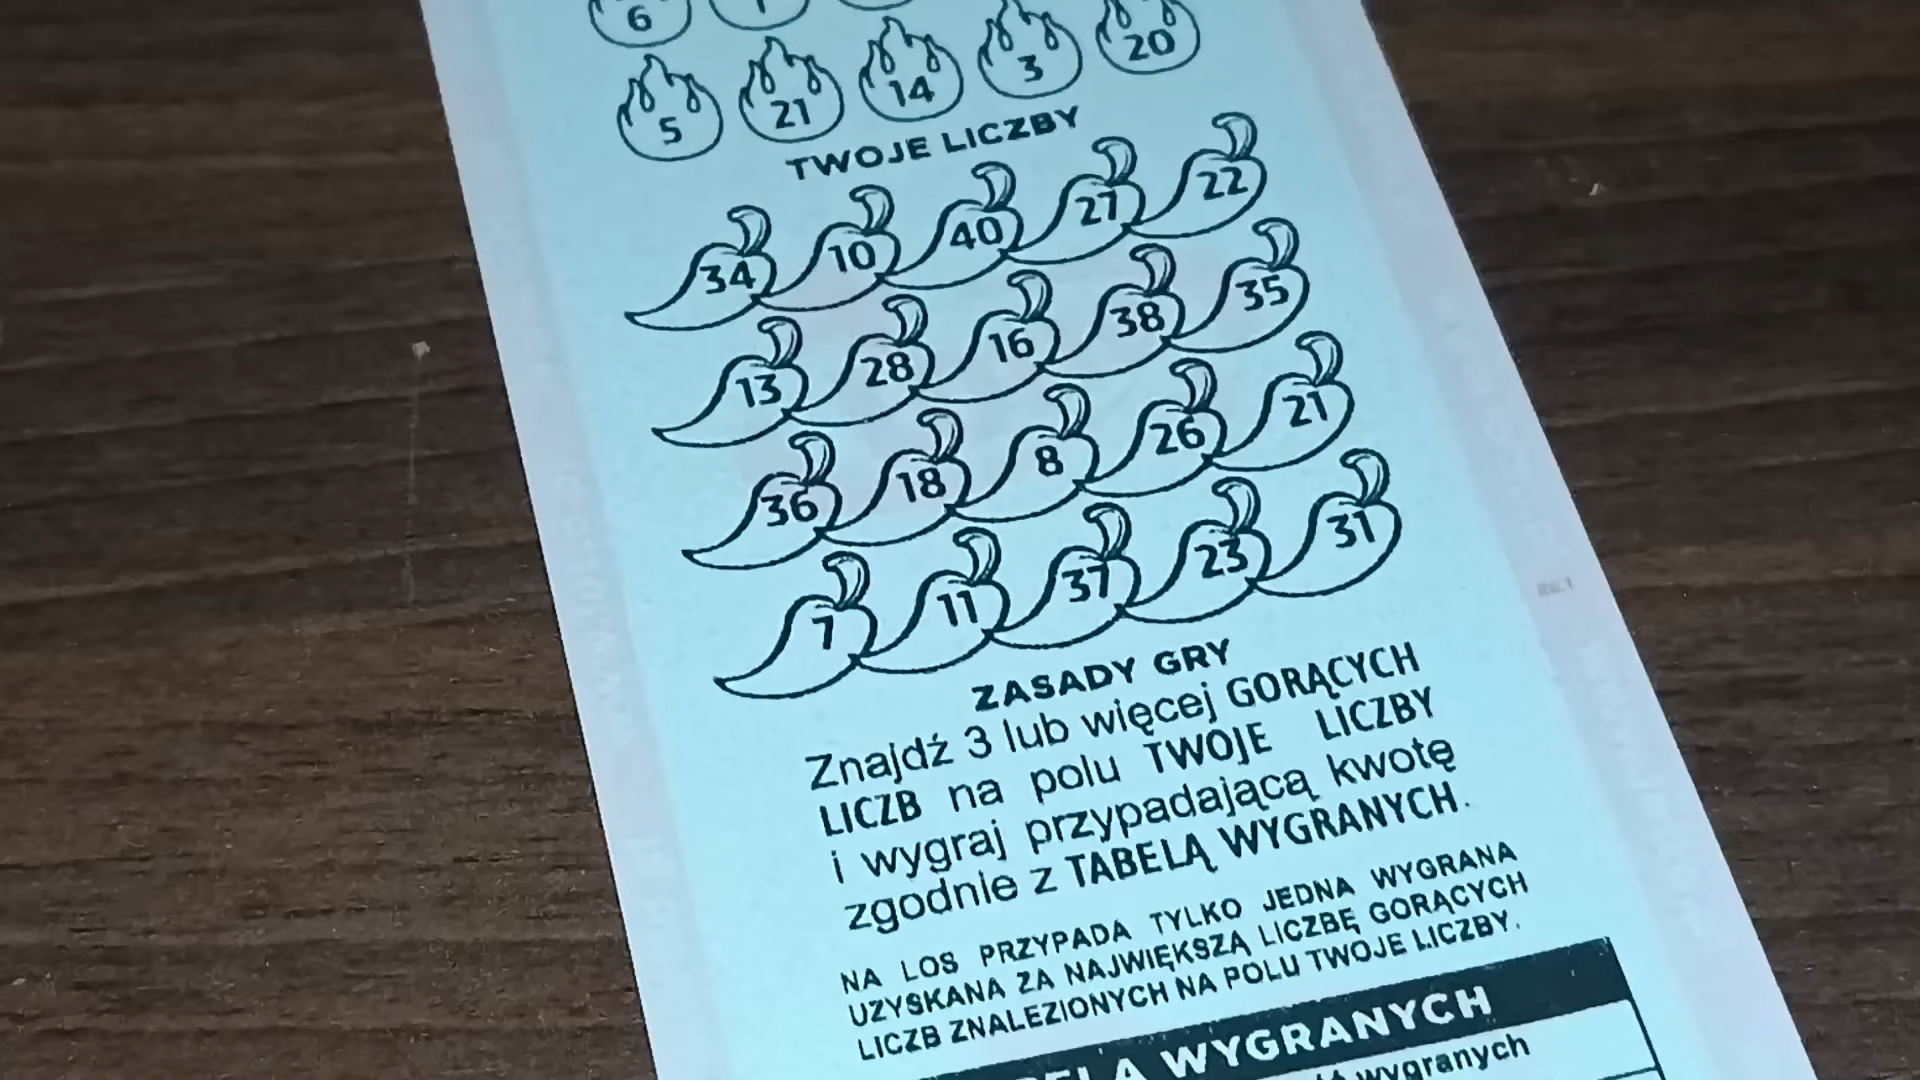 6
5 21 14 3 20
TWOJE LICZBY
34 10 40 27 22
13 28 16 38 35
36 18 8 26 21
7 11 37 23 31
ZASADY GRY
Znajdź 3 lub więcej GORĄCYCH
LICZB na polu TWOJE LICZBY
i wygraj przypadającą kwotę
zgodnie z TABELĄ WYGRANYCH.
NA LOS PRZYPADA TYLKO JEDNA WYGRANA
UZYSKANA ZA NAJWIĘKSZĄ LICZBĘ GORĄCYCH
LICZB ZNALEZIONYCH NA POLU TWOJE LICZBY.
WYGRANYCH
wygranych